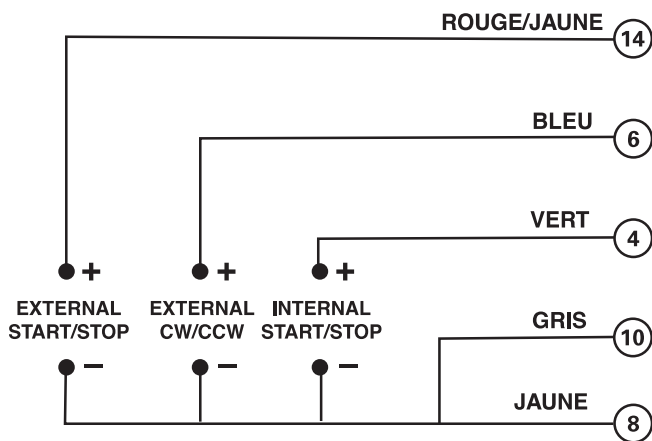 ROUGE/JAUNE
14
BLEU
6
VERT
4
+ + +
EXTERNAL EXTERNAL INTERNAL
START/STOP CW/CCW START/STOP
GRIS
10
− − −
JAUNE
8